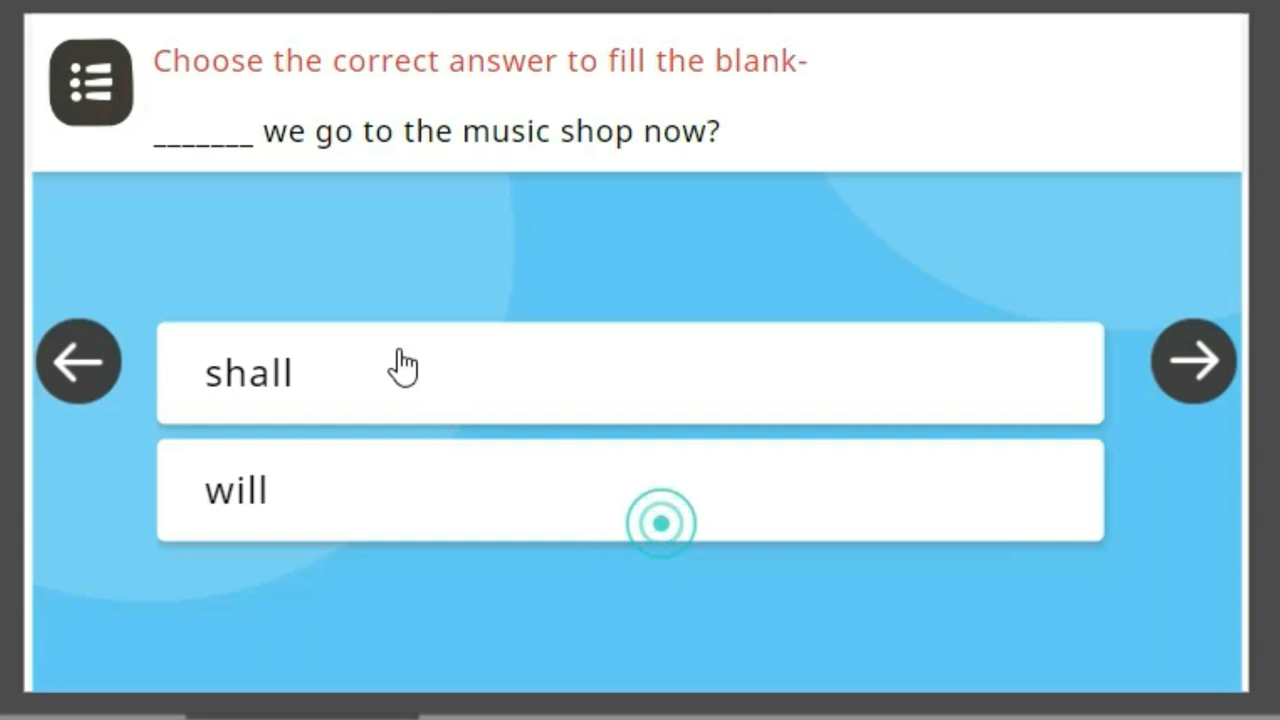 Choose the correct answer to fill the blank-
_______ we go to the music shop now?
shall
will